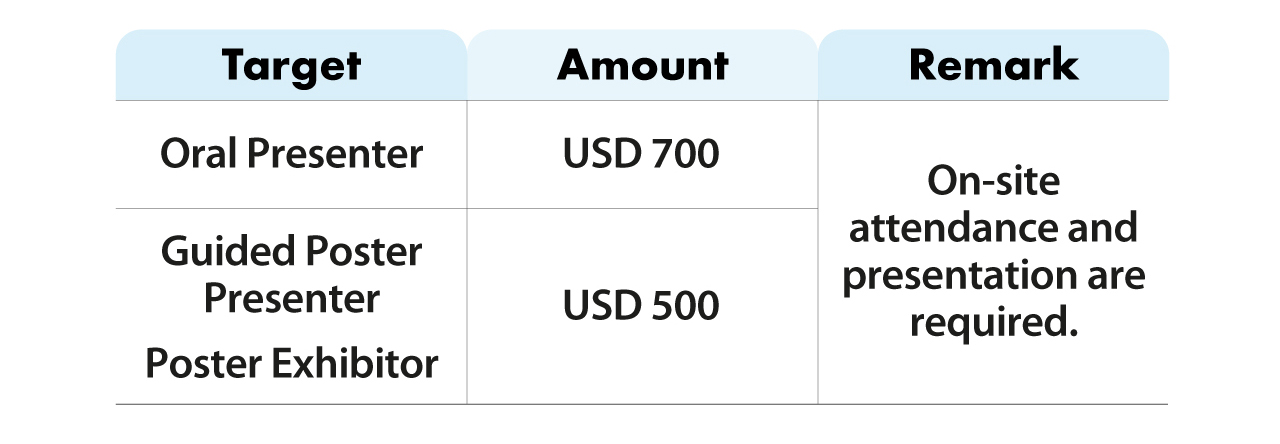 Target
Amount
Remark
Oral Presenter
USD 700
Guided Poster
Presenter
Poster Exhibitor
USD 500
On-site
attendance and
presentation are
required.